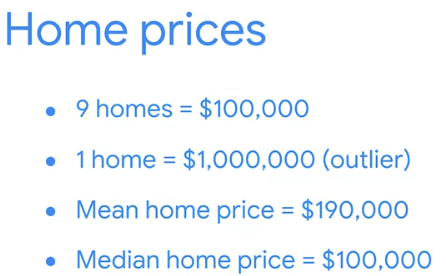 Home prices
• 9 homes = $100,000
• 1 home = $1,000,000 (outlier)
• Mean home price = $190,000
• Median home price = $100,000